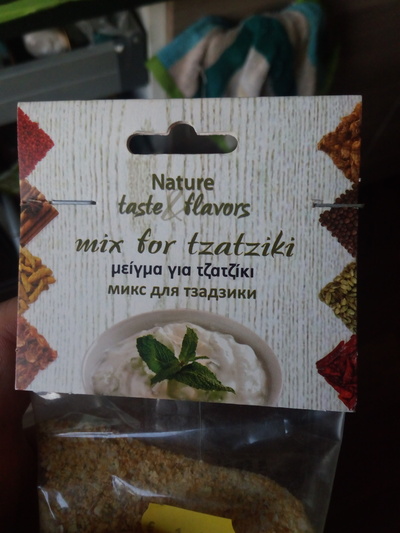 Nature
taste & flavors
mix for tzatziki
μείγμα για τζατζίκι
микс для тзадзики